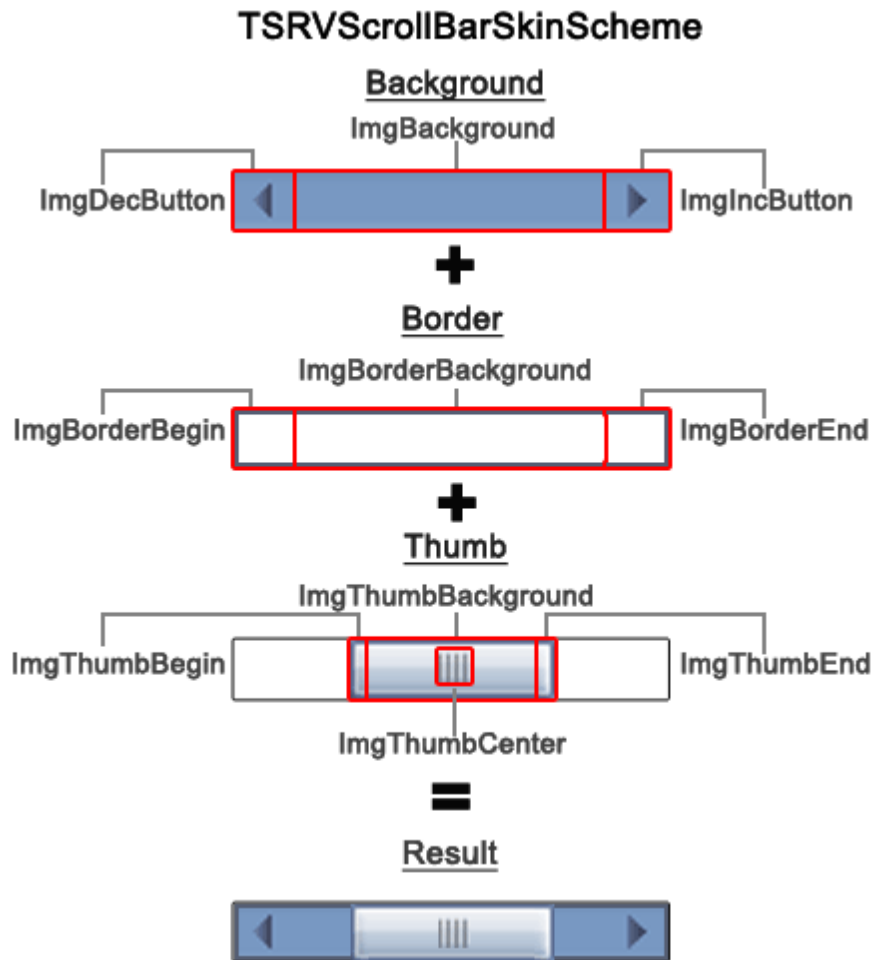 TSRVScrollBarSkinScheme
Background
ImgBackground
ImgDecButton
ImgIncButton
+
Border
ImgBorderBackground
ImgBorderBegin
ImgBorderEnd
+
Thumb
ImgThumbBackground
ImgThumbBegin
ImgThumbEnd
ImgThumbCenter
=
Result